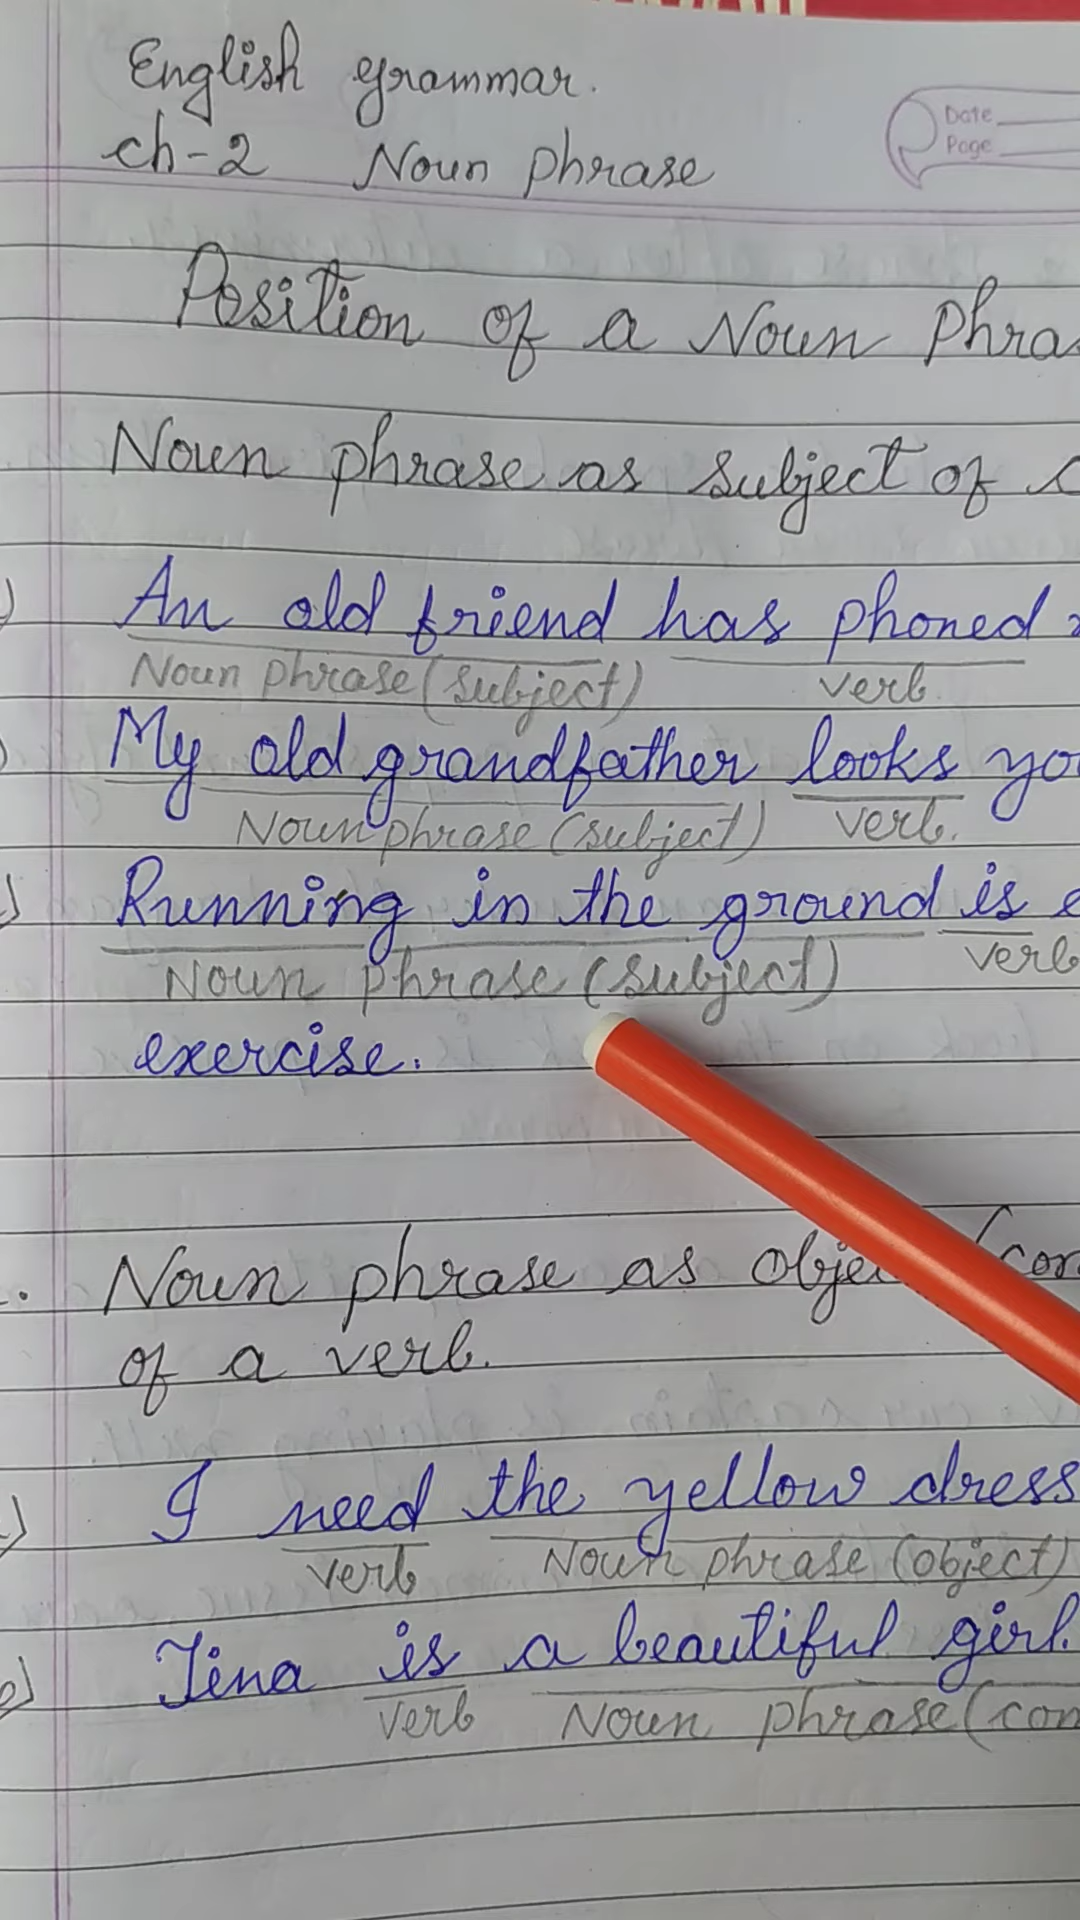 English grammar.
Date
Page
ch-2 Noun phrase
Position of a Noun Phra
Noun phrase as subject of
An old friend has phoned
Noun phrase (subject) verb.
My old grandfather looks yo
Noun phrase (subject) verb.
Running in the ground is e
Noun phrase (subject) verb
exercise.
Noun phrase as obje (con
of a verb.
I need the yellow dress
verb Noun phrase (object)
Tina is a beautiful girl.
verb Noun phrase (com